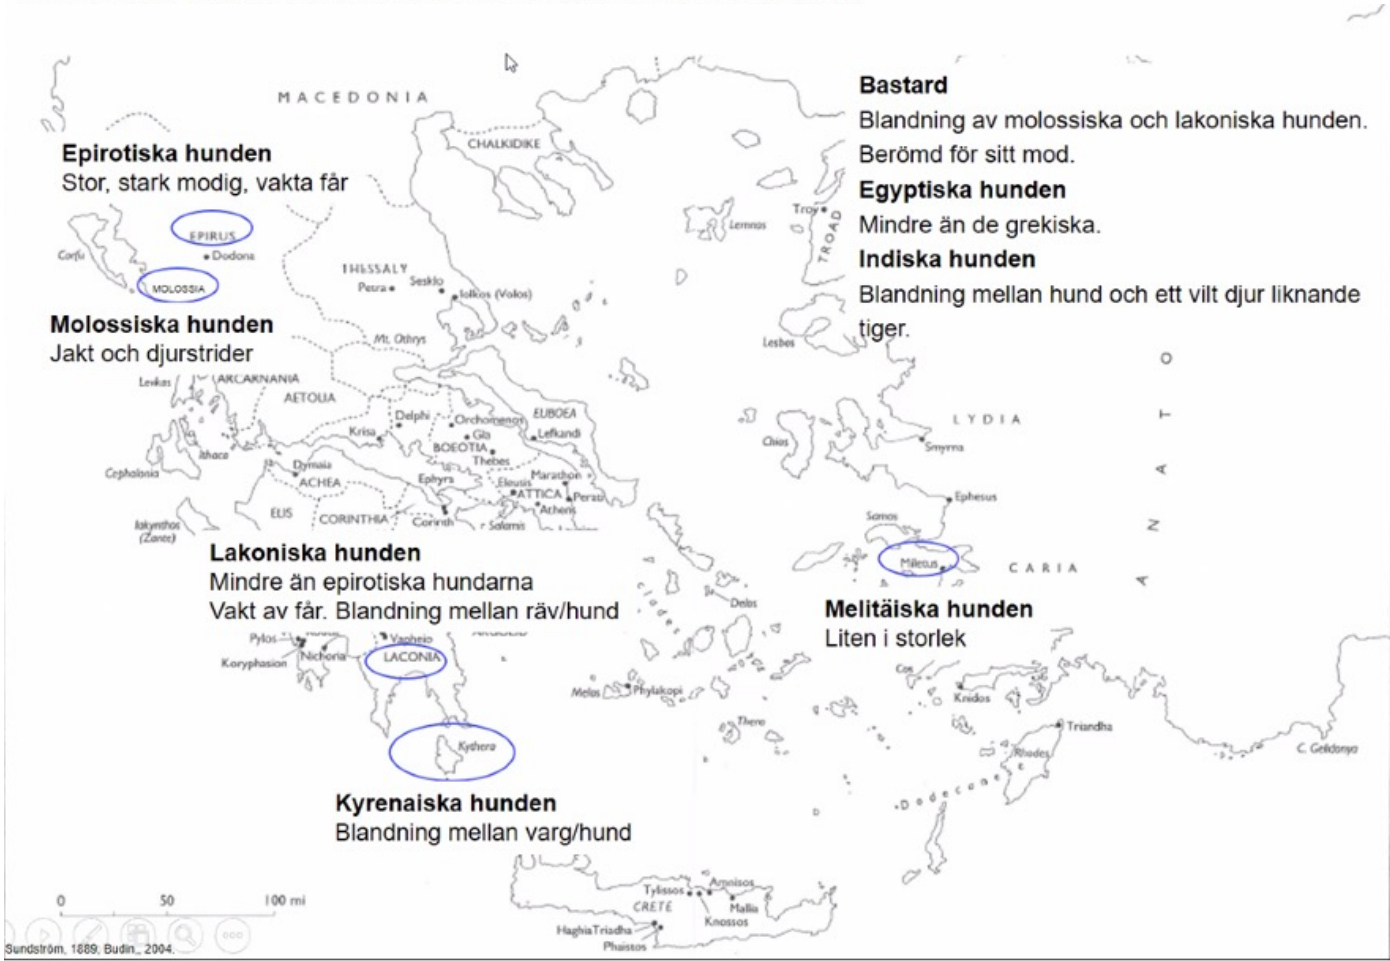 MACEDONIA
CHALKIDIKE
Epirotiska hunden
Stor, stark modig, vakta får
EPIRUS
Corfu
Dodona
MOLOSSIA
Molossiska hunden
Jakt och djurstrider
THESSALY
Petra
Sesklo
Iolkos (Volos)
Mt. Othrys
Lemnos
Troy
TROAD
Lesbos
Bastard
Blandning av molossiska och lakoniska hunden.
Berömd för sitt mod.
Egyptiska hunden
Mindre än de grekiska.
Indiska hunden
Blandning mellan hund och ett vilt djur liknande
tiger.
Levkas
ARCARNANIA
AETOLIA
Delphi
Krisa
Orchomenos
Gla
BOEOTIA
Thebes
EUBOEA
Lefkandi
Ithaca
Cephalonia
Dymaia
ACHEA
Ephyra
Eleusis
Marathon
ATTICA
Perati
Athens
ELIS
CORINTHIA
Corinth
Salamis
Iakynthos
(Zante)
Chios
LYDIA
Smyrna
Ephesus
Samos
Miletus
CARIA
ANATO
Lakoniska hunden
Mindre än epirotiska hundarna
Vakt av får. Blandning mellan räv/hund
Melitäiska hunden
Liten i storlek
Delos
Pylos
Koryphasion
Nichoria
Vapheio
LACONIA
Kythera
Melos
Phylakopi
Thera
Cos
Knidos
Triandha
Rhodes
Dodecane
C. Gelidonya
Kyrenaiska hunden
Blandning mellan varg/hund
Tylissos
Amnisos
CRETE
Mallia
Knossos
Haghia Triadha
Phaistos
0 50 100 mi
Sundström, 1889; Budin., 2004.